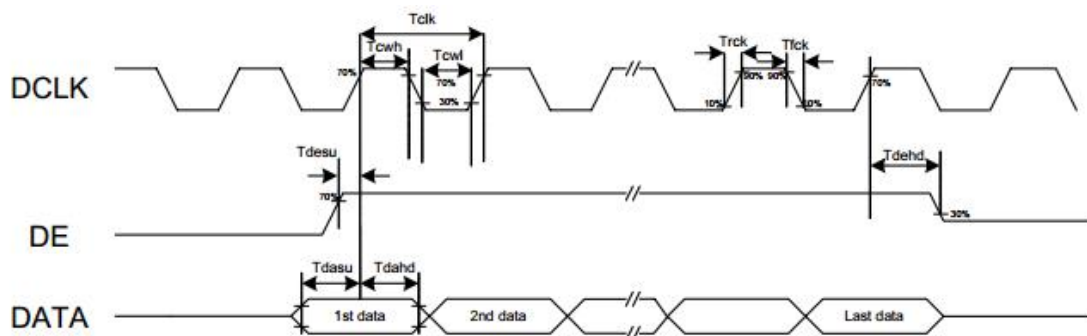 Tclk
Tcwh Tcwl Trck Tfck
DCLK 70% 70% 30% 10% 90% 90% 10% 70%
Tdesu Tdehd
70% 30%
DE
Tdasu Tdahd
DATA 1st data 2nd data Last data